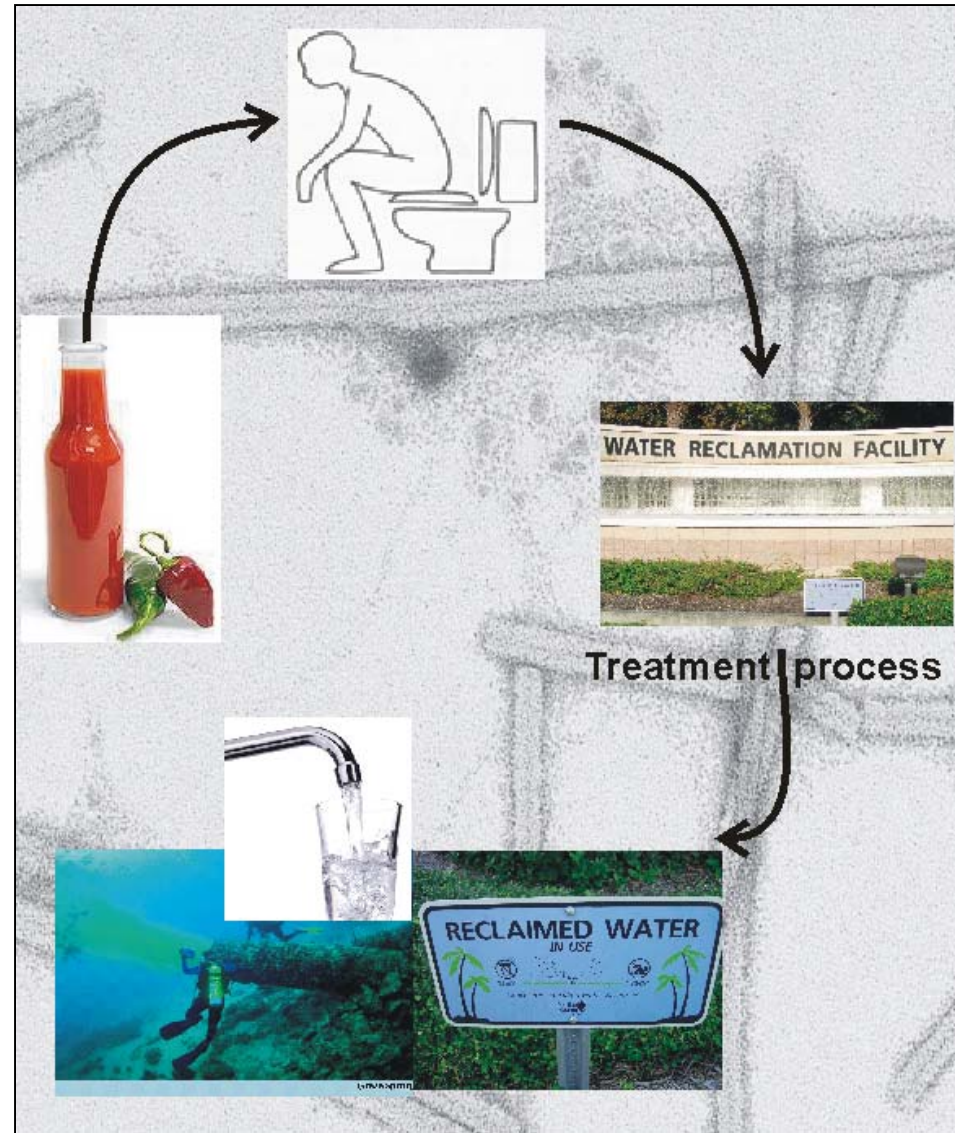 WATER RECLAMATION FACILITY
Treatment process
RECLAIMED WATER
IN USE